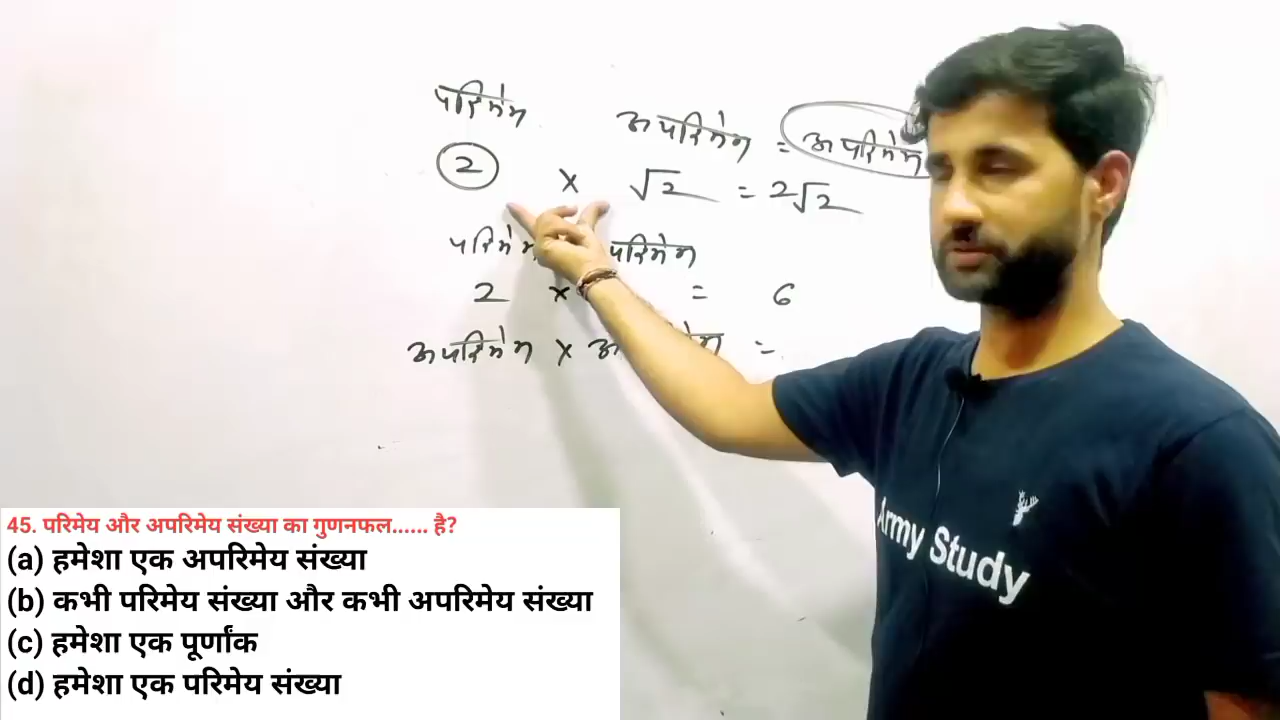 परिमेय
अपरिमेय = अपरिमेय
2 × √2 = 2√2
परिमेय परिमेय
2 × = 6
अपरिमेय × =
Army Study
45. परिमेय और अपरिमेय संख्या का गुणनफल...... है?
(a) हमेशा एक अपरिमेय संख्या
(b) कभी परिमेय संख्या और कभी अपरिमेय संख्या
(c) हमेशा एक पूर्णांक
(d) हमेशा एक परिमेय संख्या